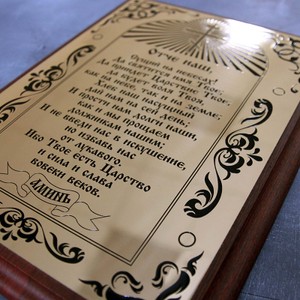 Отче наш,
Сущий на небесах!
Да святится имя Твое,
Да придет Царствие Твое,
Да будет воля Твоя,
как и на небе, так и на земле;
Хлеб наш насущный
Дай нам на сей день,
И прости нам долги наши,
как и мы прощаем
Должникам нашим;
И не введи нас в искушение,
но избавь нас
от лукавого.
Ибо Твое есть Царство
и сила и слава
вовеки веков.
АМИНЬ